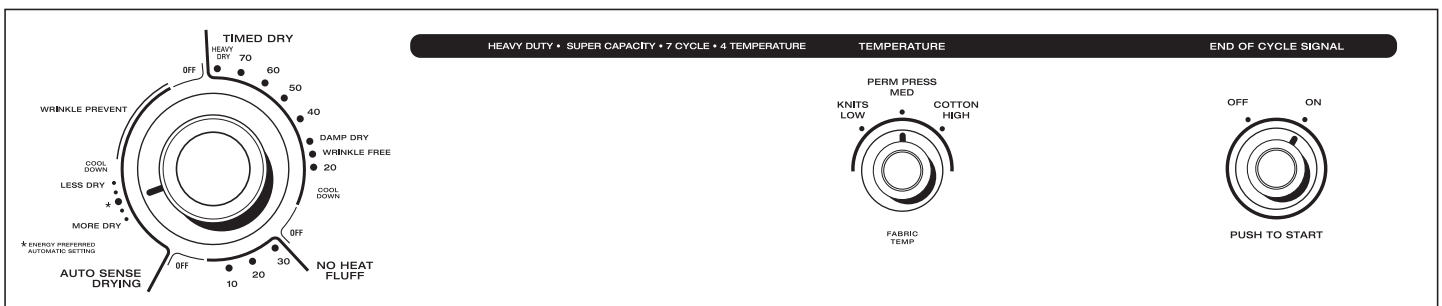 TIMED DRY
HEAVY
DRY
70
60
50
40
DAMP DRY
WRINKLE FREE
20
COOL
DOWN
OFF
NO HEAT
FLUFF
30
20
10
OFF
AUTO SENSE
DRYING
* ENERGY PREFERRED
AUTOMATIC SETTING
MORE DRY
*
LESS DRY
COOL
DOWN
WRINKLE PREVENT
OFF
HEAVY DUTY • SUPER CAPACITY • 7 CYCLE • 4 TEMPERATURE
TEMPERATURE
PERM PRESS
MED
KNITS
LOW
COTTON
HIGH
FABRIC
TEMP
END OF CYCLE SIGNAL
OFF
ON
PUSH TO START